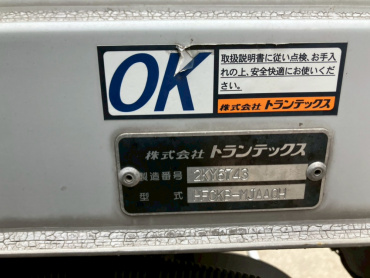 OK
取扱説明書に従い点検、お手入
れの上、安全快適にお使いくだ
さい。
株式会社 トランテックス
株式会社 トランテックス
製造番号
型式